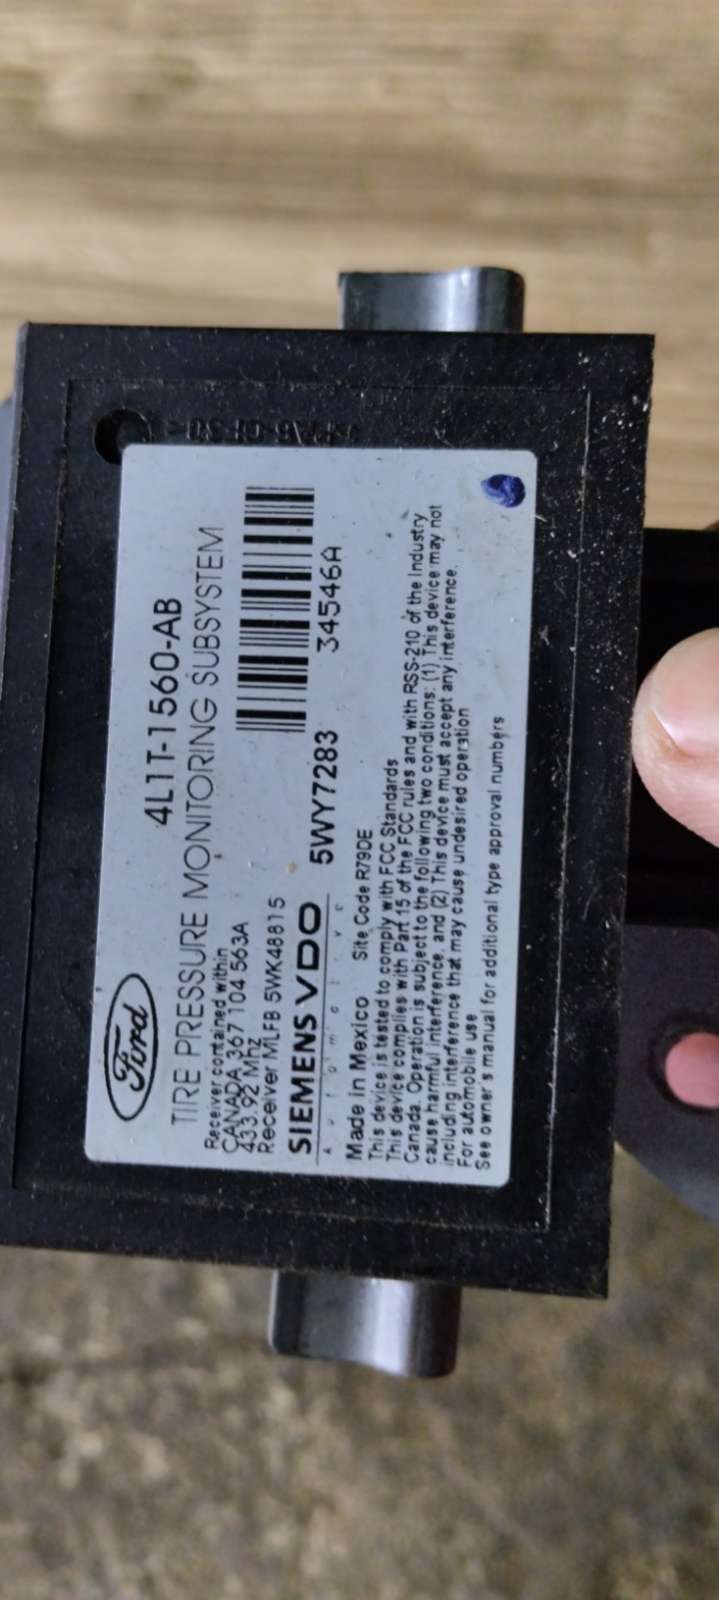 >PA6-GF30<
Ford
4L1T-1560-AB
TIRE PRESSURE MONITORING SUBSYSTEM
Receiver contained within
CANADA 367 104 563A
433.92 Mhz
Receiver MLFB 5WK48815
SIEMENS VDO 5WY7283 34546A
Automotive
Made in Mexico Site Code R79DE
This device is tested to comply with FCC Standards
This device complies with Part 15 of the FCC rules and with RSS-210 of the Industry
Canada. Operation is subject to the following two conditions: (1) This device may not
cause harmful interference, and (2) This device must accept any interference,
including interference that may cause undesired operation
For automobile use
See owner s manual for additional type approval numbers